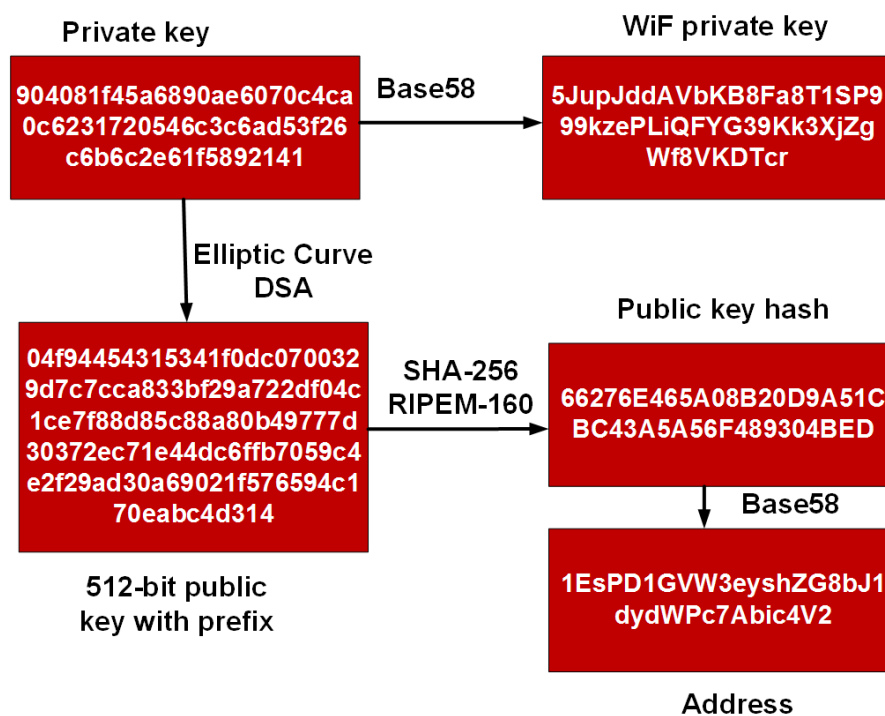 Private key
904081f45a6890ae6070c4ca
0c6231720546c3c6ad53f26
c6b6c2e61f5892141
Base58
WiF private key
5JupJddAVbKB8Fa8T1SP9
99kzePLiQFYG39Kk3XjZg
Wf8VKDTcr
Elliptic Curve
DSA
04f94454315341f0dc070032
9d7c7cca833bf29a722df04c
1ce7f88d85c88a80b49777d
30372ec71e44dc6ffb7059c4
e2f29ad30a69021f576594c1
70eabc4d314
512-bit public
key with prefix
SHA-256
RIPEM-160
Public key hash
66276E465A08B20D9A51C
BC43A5A56F489304BED
Base58
1EsPD1GVW3eyshZG8bJ1
dydWPc7Abic4V2
Address